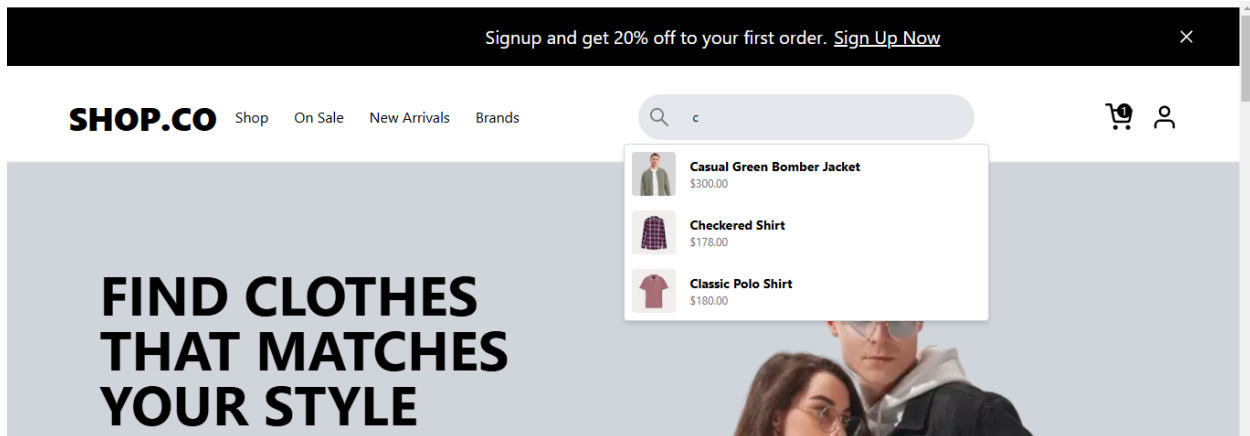 Signup and get 20% off to your first order. Sign Up Now
SHOP.CO Shop On Sale New Arrivals Brands c 1
Casual Green Bomber Jacket
$300.00
Checkered Shirt
$178.00
Classic Polo Shirt
$180.00
FIND CLOTHES
THAT MATCHES
YOUR STYLE